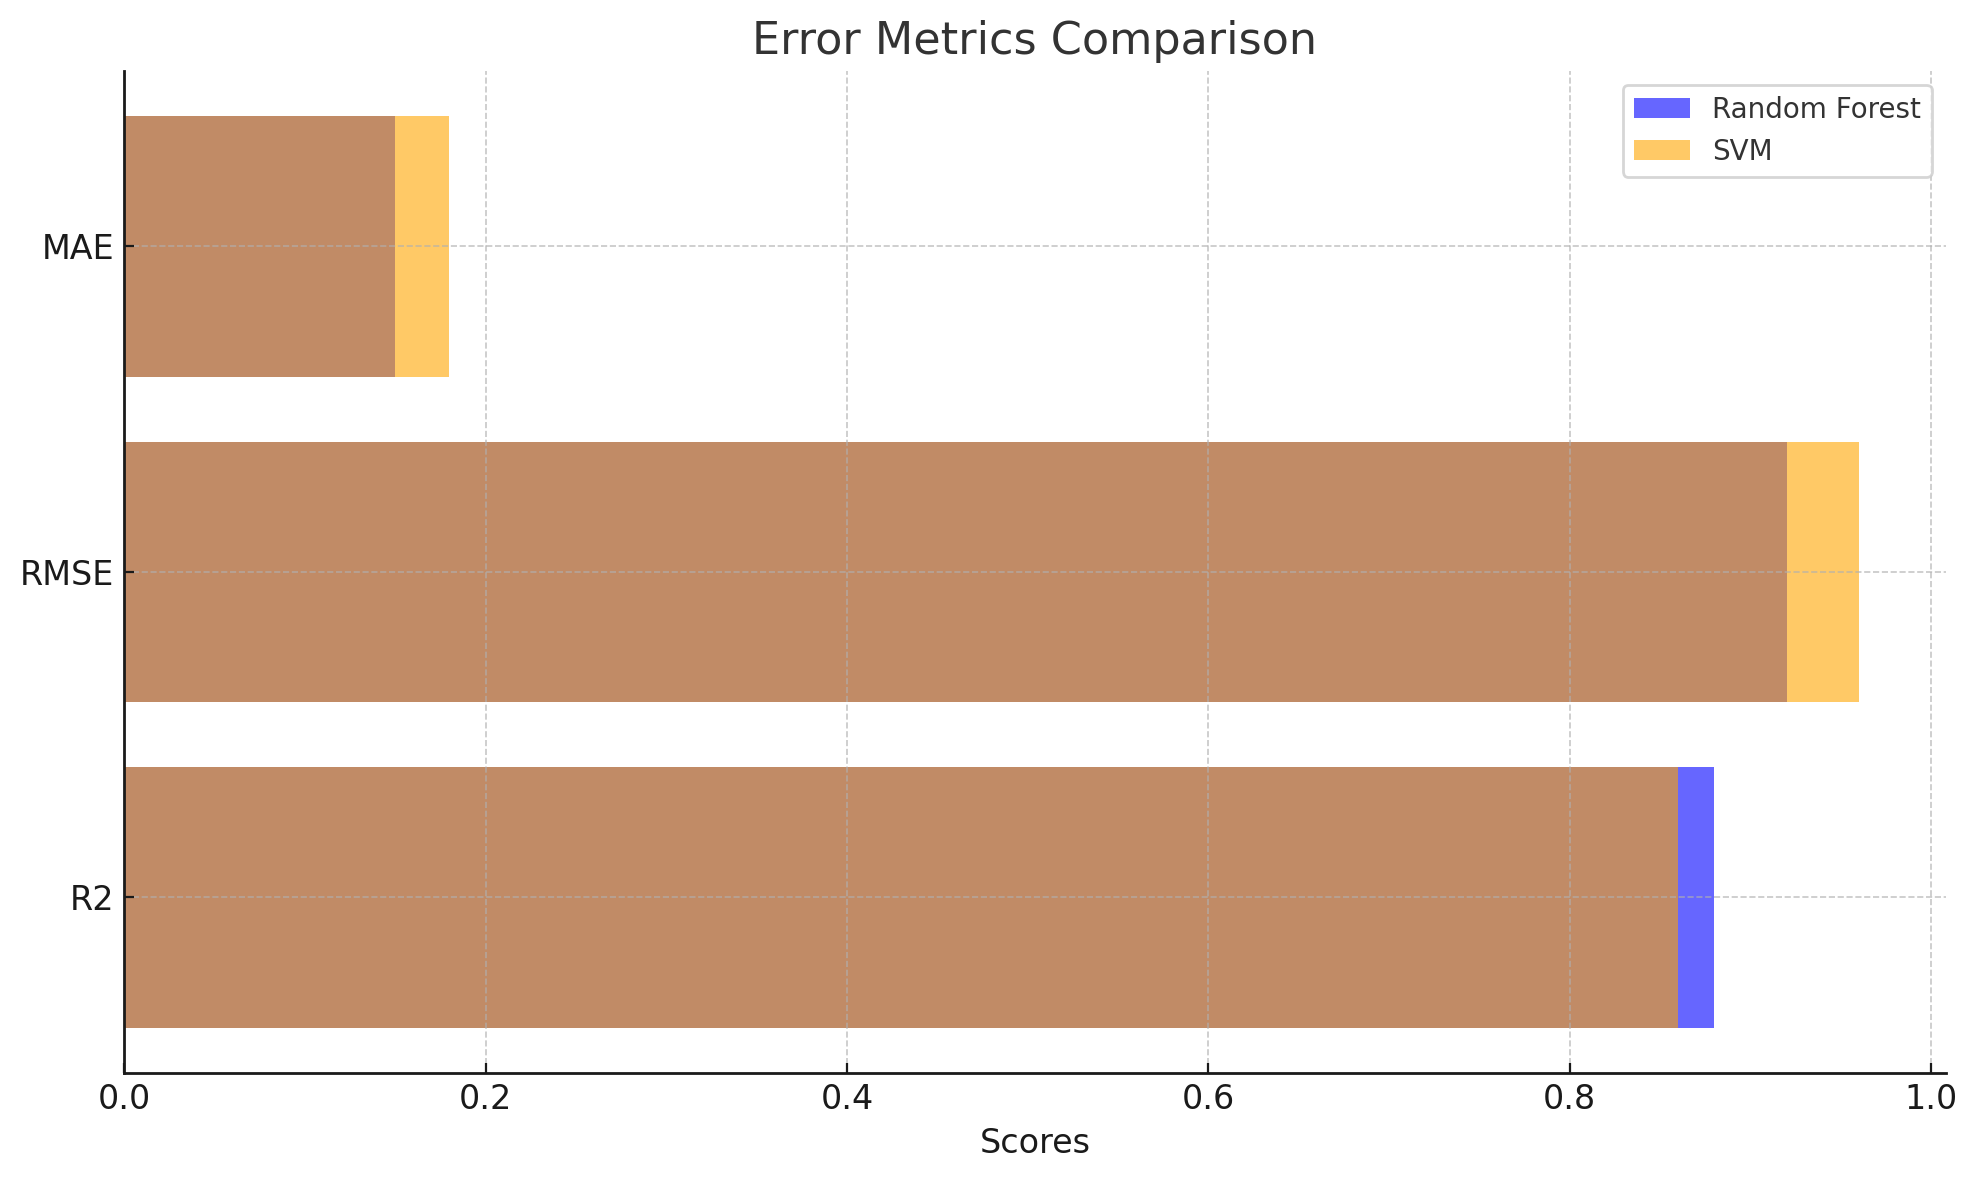 Error Metrics Comparison
Random Forest
SVM
MAE
RMSE
R2
0.0 0.2 0.4 0.6 0.8 1.0
Scores